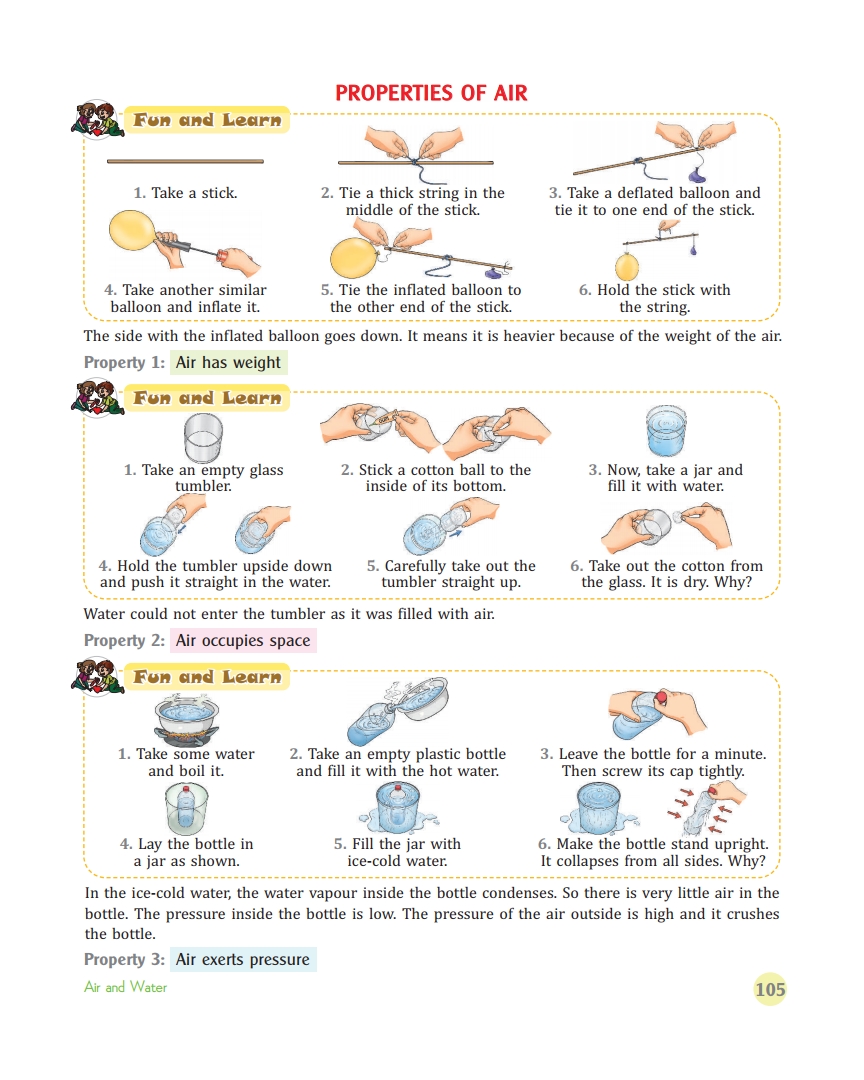 PROPERTIES OF AIR
Fun and Learn
1. Take a stick.
2. Tie a thick string in the
middle of the stick.
3. Take a deflated balloon and
tie it to one end of the stick.
4. Take another similar
balloon and inflate it.
5. Tie the inflated balloon to
the other end of the stick.
6. Hold the stick with
the string.
The side with the inflated balloon goes down. It means it is heavier because of the weight of the air.
Property 1: Air has weight
Fun and Learn
1. Take an empty glass
tumbler.
2. Stick a cotton ball to the
inside of its bottom.
3. Now, take a jar and
fill it with water.
4. Hold the tumbler upside down
and push it straight in the water.
5. Carefully take out the
tumbler straight up.
6. Take out the cotton from
the glass. It is dry. Why?
Water could not enter the tumbler as it was filled with air.
Property 2: Air occupies space
Fun and Learn
1. Take some water
and boil it.
2. Take an empty plastic bottle
and fill it with the hot water.
3. Leave the bottle for a minute.
Then screw its cap tightly.
4. Lay the bottle in
a jar as shown.
5. Fill the jar with
ice-cold water.
6. Make the bottle stand upright.
It collapses from all sides. Why?
In the ice-cold water, the water vapour inside the bottle condenses. So there is very little air in the
bottle. The pressure inside the bottle is low. The pressure of the air outside is high and it crushes
the bottle.
Property 3: Air exerts pressure
Air and Water
105